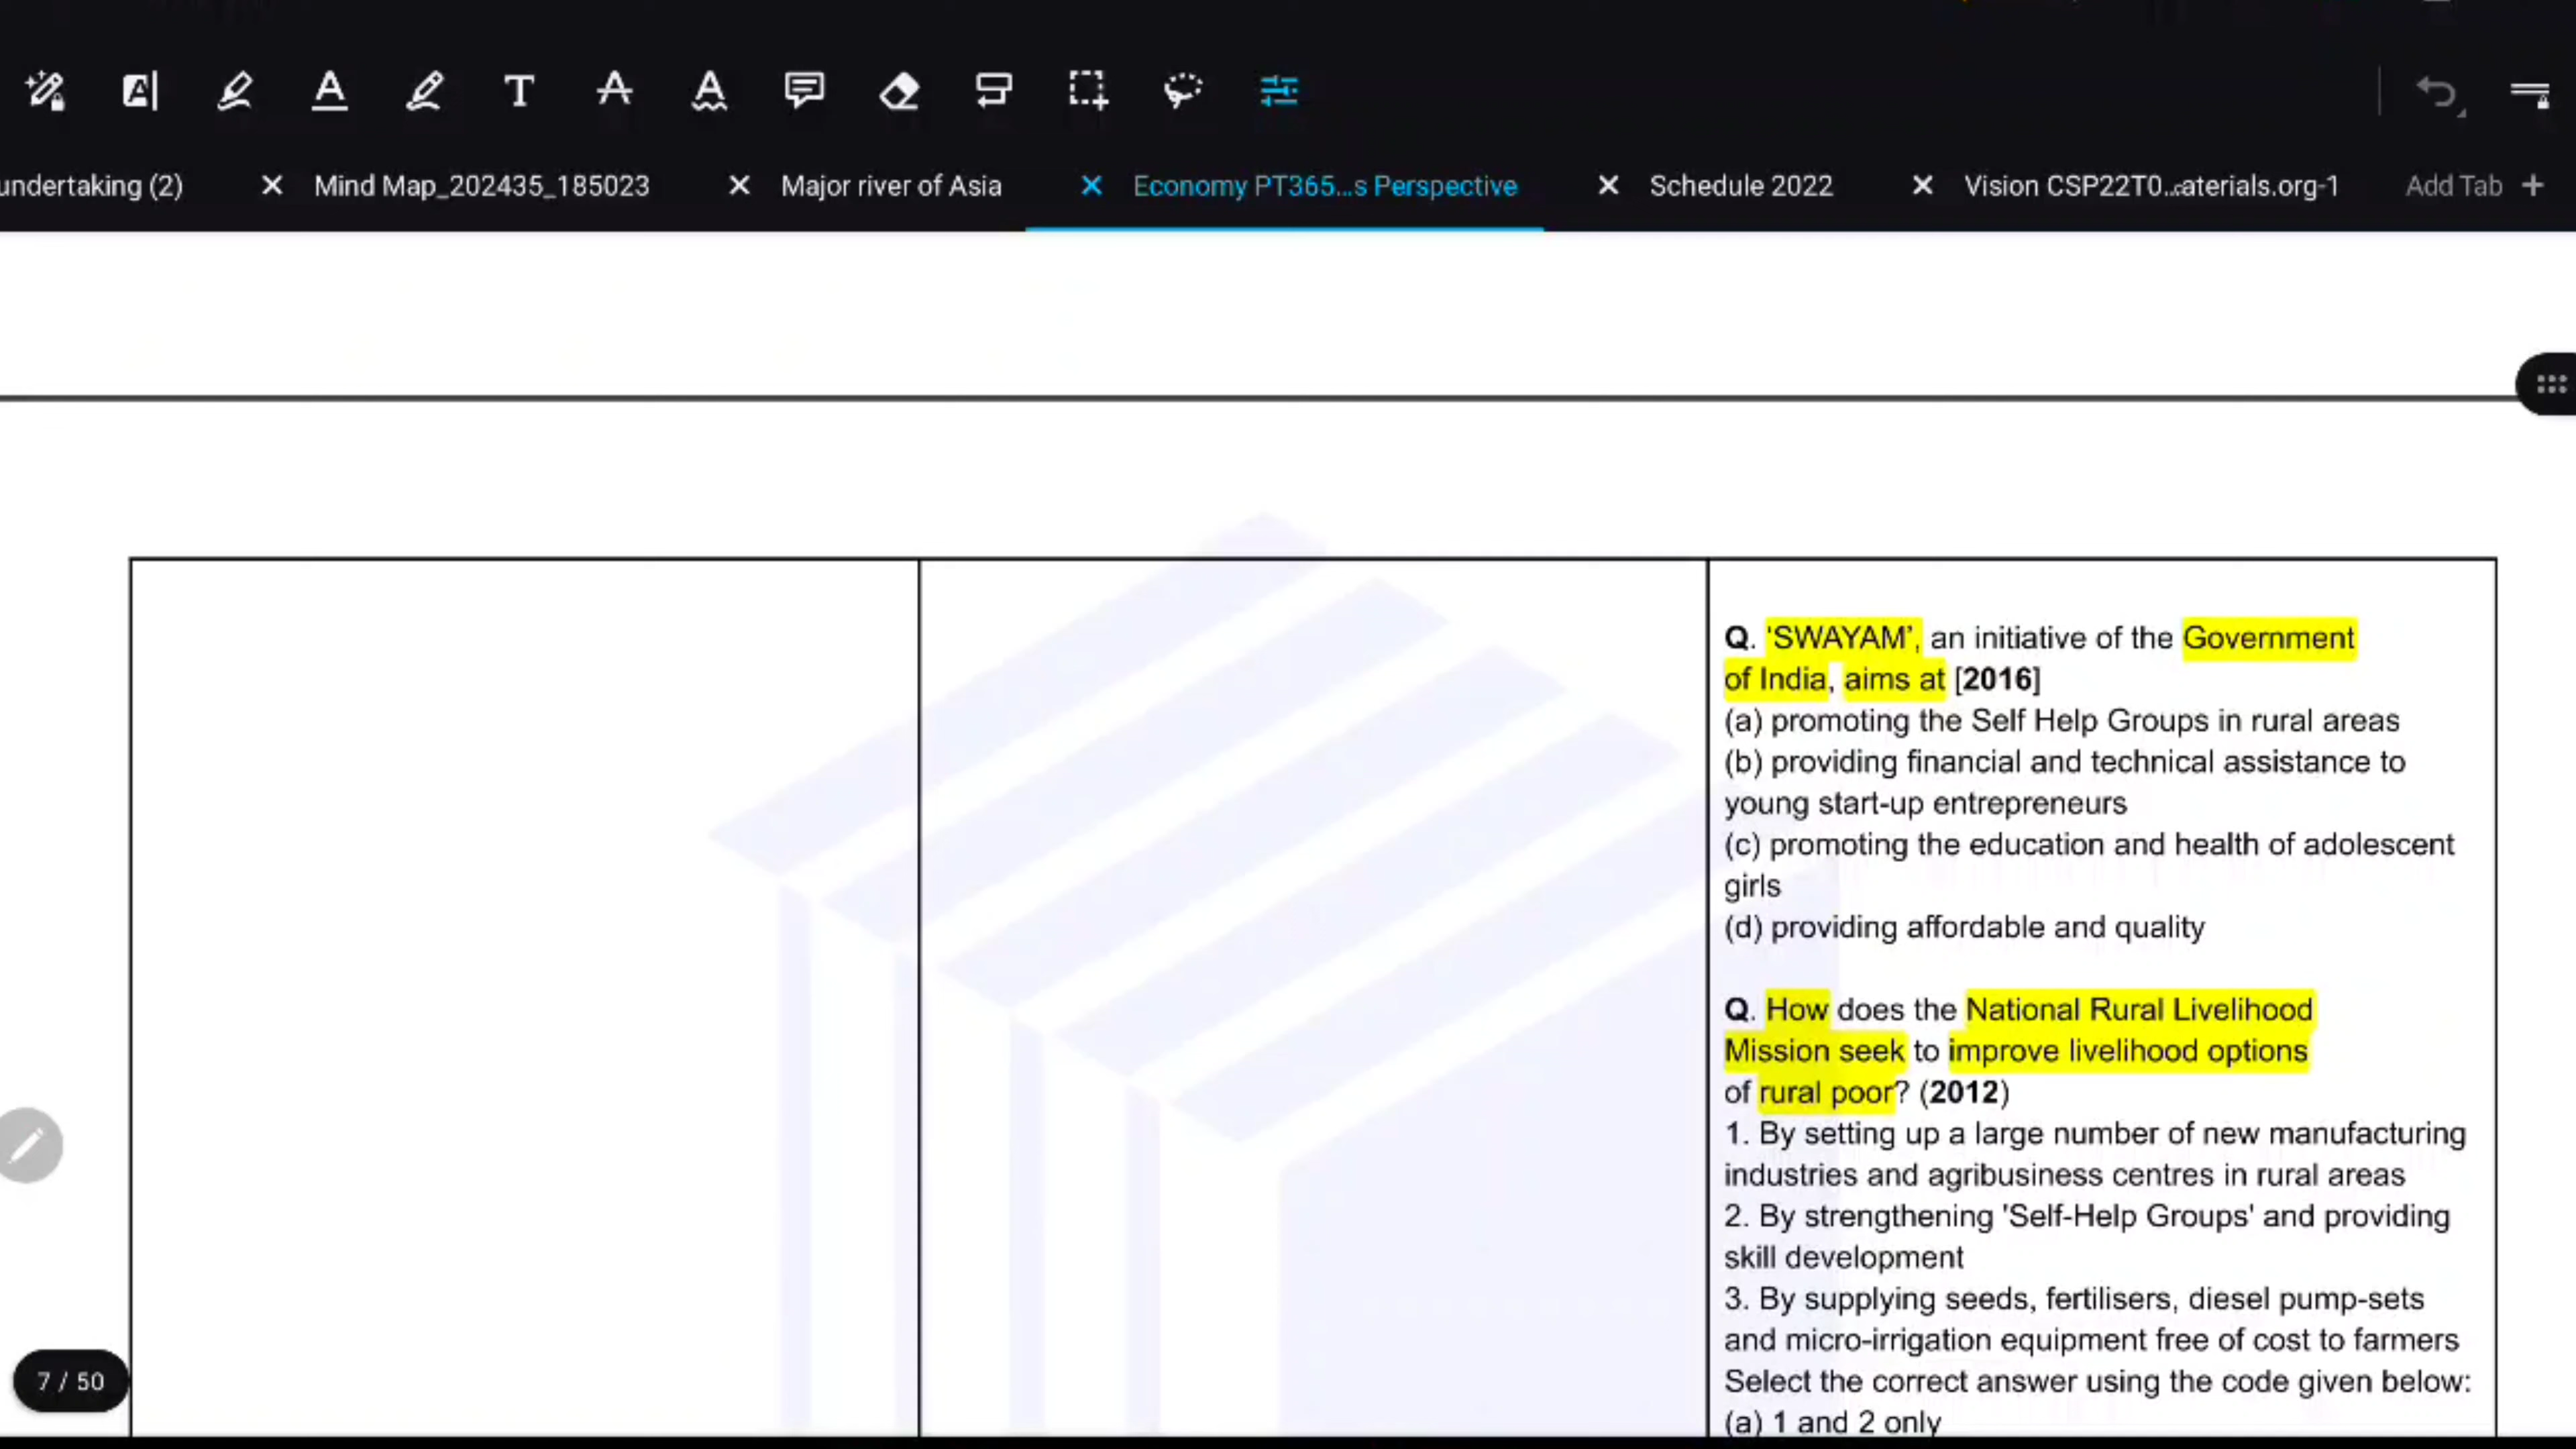 undertaking (2) × Mind Map_202435_185023 × Major river of Asia × Economy PT365...s Perspective × Schedule 2022 × Vision CSP22T0...aterials.org-1 Add Tab +
Q. 'SWAYAM', an initiative of the Government
of India, aims at [2016]
(a) promoting the Self Help Groups in rural areas
(b) providing financial and technical assistance to
young start-up entrepreneurs
(c) promoting the education and health of adolescent
girls
(d) providing affordable and quality
Q. How does the National Rural Livelihood
Mission seek to improve livelihood options
of rural poor? (2012)
1. By setting up a large number of new manufacturing
industries and agribusiness centres in rural areas
2. By strengthening 'Self-Help Groups' and providing
skill development
3. By supplying seeds, fertilisers, diesel pump-sets
and micro-irrigation equipment free of cost to farmers
Select the correct answer using the code given below:
(a) 1 and 2 only
7 / 50